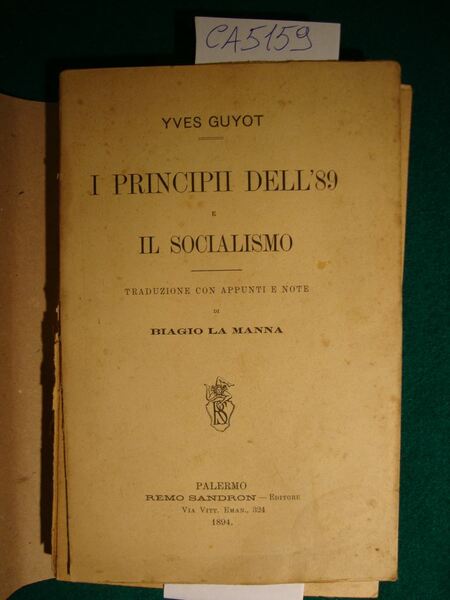 CA5159
YVES GUYOT
I PRINCIPII DELL'89
E
IL SOCIALISMO
TRADUZIONE CON APPUNTI E NOTE
DI
BIAGIO LA MANNA
RS
PALERMO
REMO SANDRON — EDITORE
VIA VITT. EMAN., 324
1894.